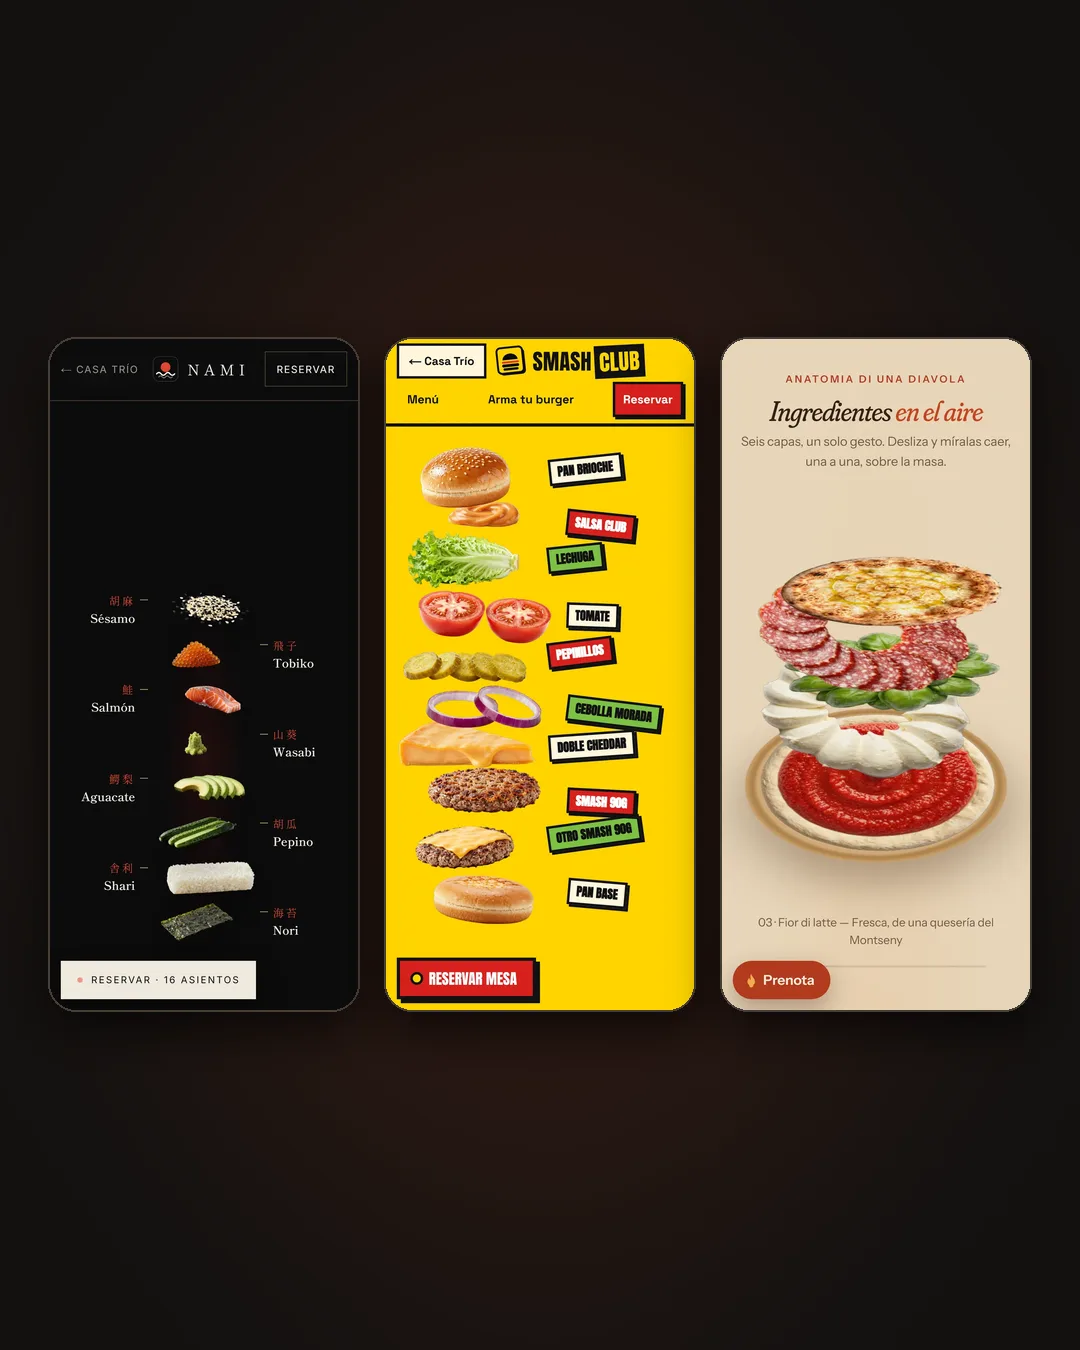 ← CASA TRÍO
NAMI
RESERVAR
胡麻
Sésamo
飛子
Tobiko
鮭
Salmón
山葵
Wasabi
鰐梨
Aguacate
胡瓜
Pepino
舎利
Shari
海苔
Nori
RESERVAR · 16 ASIENTOS
← Casa Trío
SMASH CLUB
Menú
Arma tu burger
Reservar
PAN BRIOCHE
SALSA CLUB
LECHUGA
TOMATE
PEPINILLOS
CEBOLLA MORADA
DOBLE CHEDDAR
SMASH 90G
OTRO SMASH 90G
PAN BASE
RESERVAR MESA
ANATOMIA DI UNA DIAVOLA
Ingredientes en el aire
Seis capas, un solo gesto. Desliza y míralas caer,
una a una, sobre la masa.
03 · Fior di latte — Fresca, de una quesería del
Montseny
Prenota